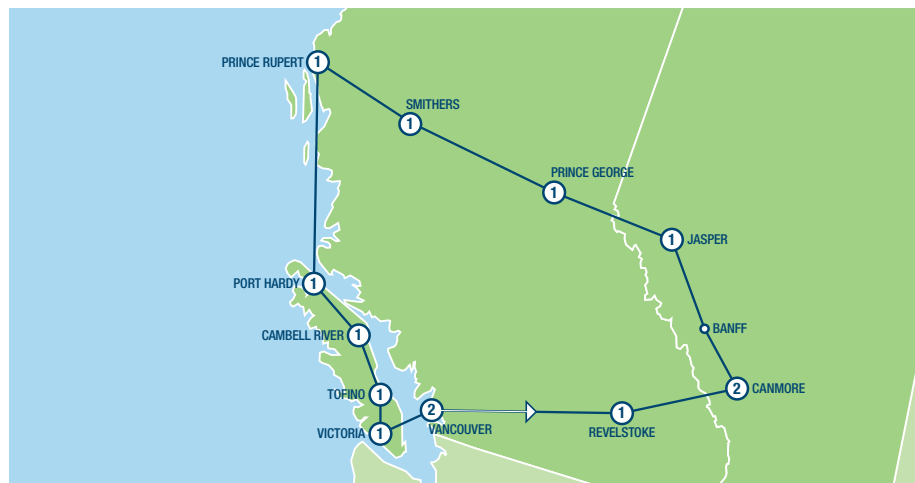 PRINCE RUPERT 1
SMITHERS
1
PRINCE GEORGE
1
1 JASPER
PORT HARDY 1
BANFF
CAMBELL RIVER 1
2 CANMORE
TOFINO 1
2
VANCOUVER
1
REVELSTOKE
VICTORIA 1